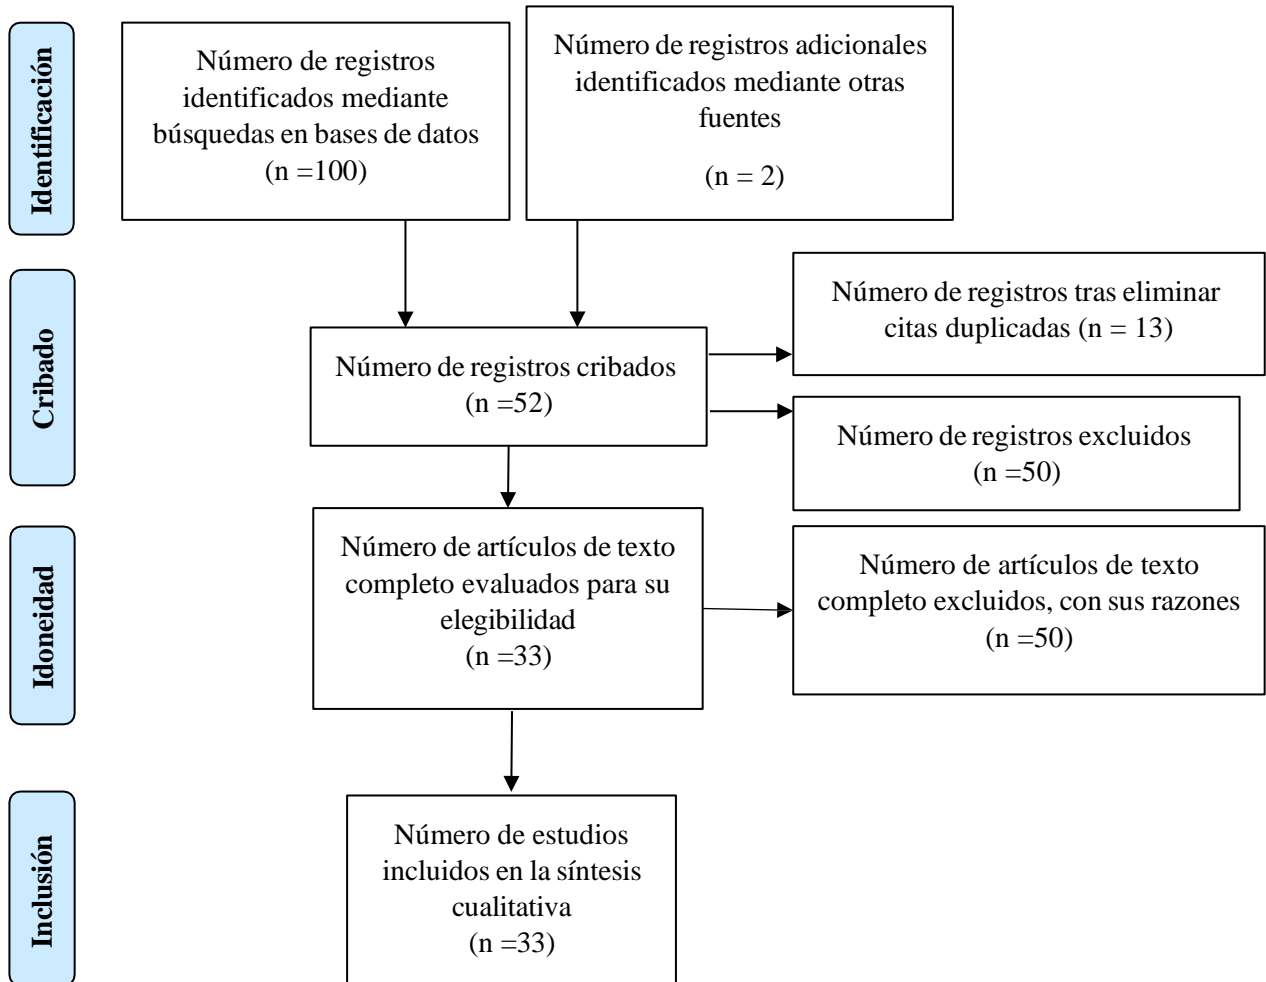 Identificación
Número de registros
identificados mediante
búsquedas en bases de datos
(n =100)
Número de registros adicionales
identificados mediante otras
fuentes
(n = 2)
Cribado
Número de registros cribados
(n =52)
Número de registros tras eliminar
citas duplicadas (n = 13)
Número de registros excluidos
(n =50)
Idoneidad
Número de artículos de texto
completo evaluados para su
elegibilidad
(n =33)
Número de artículos de texto
completo excluidos, con sus razones
(n =50)
Inclusión
Número de estudios
incluidos en la síntesis
cualitativa
(n =33)